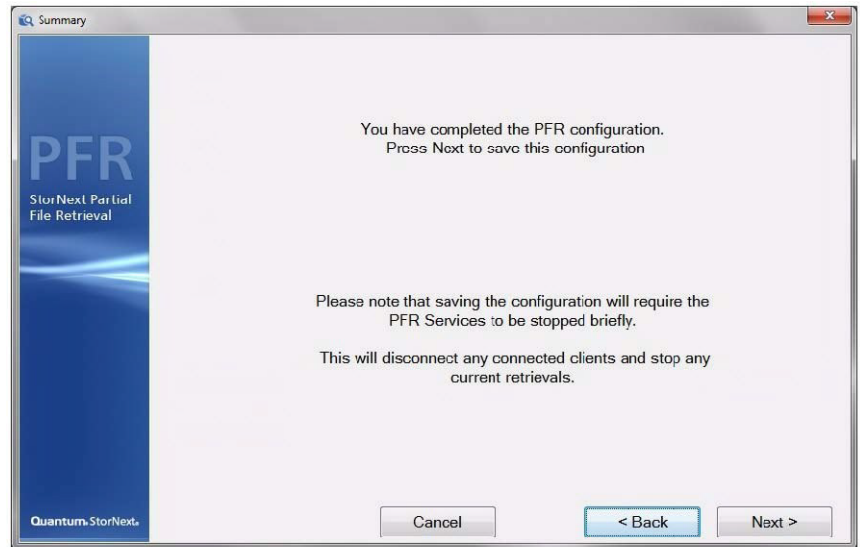 Summary
PFR
StorNext Partial
File Retrieval
You have completed the PFR configuration.
Press Next to save this configuration
Please note that saving the configuration will require the
PFR Services to be stopped briefly.
This will disconnect any connected clients and stop any
current retrievals.
Quantum. StorNext.
Cancel
< Back
Next >